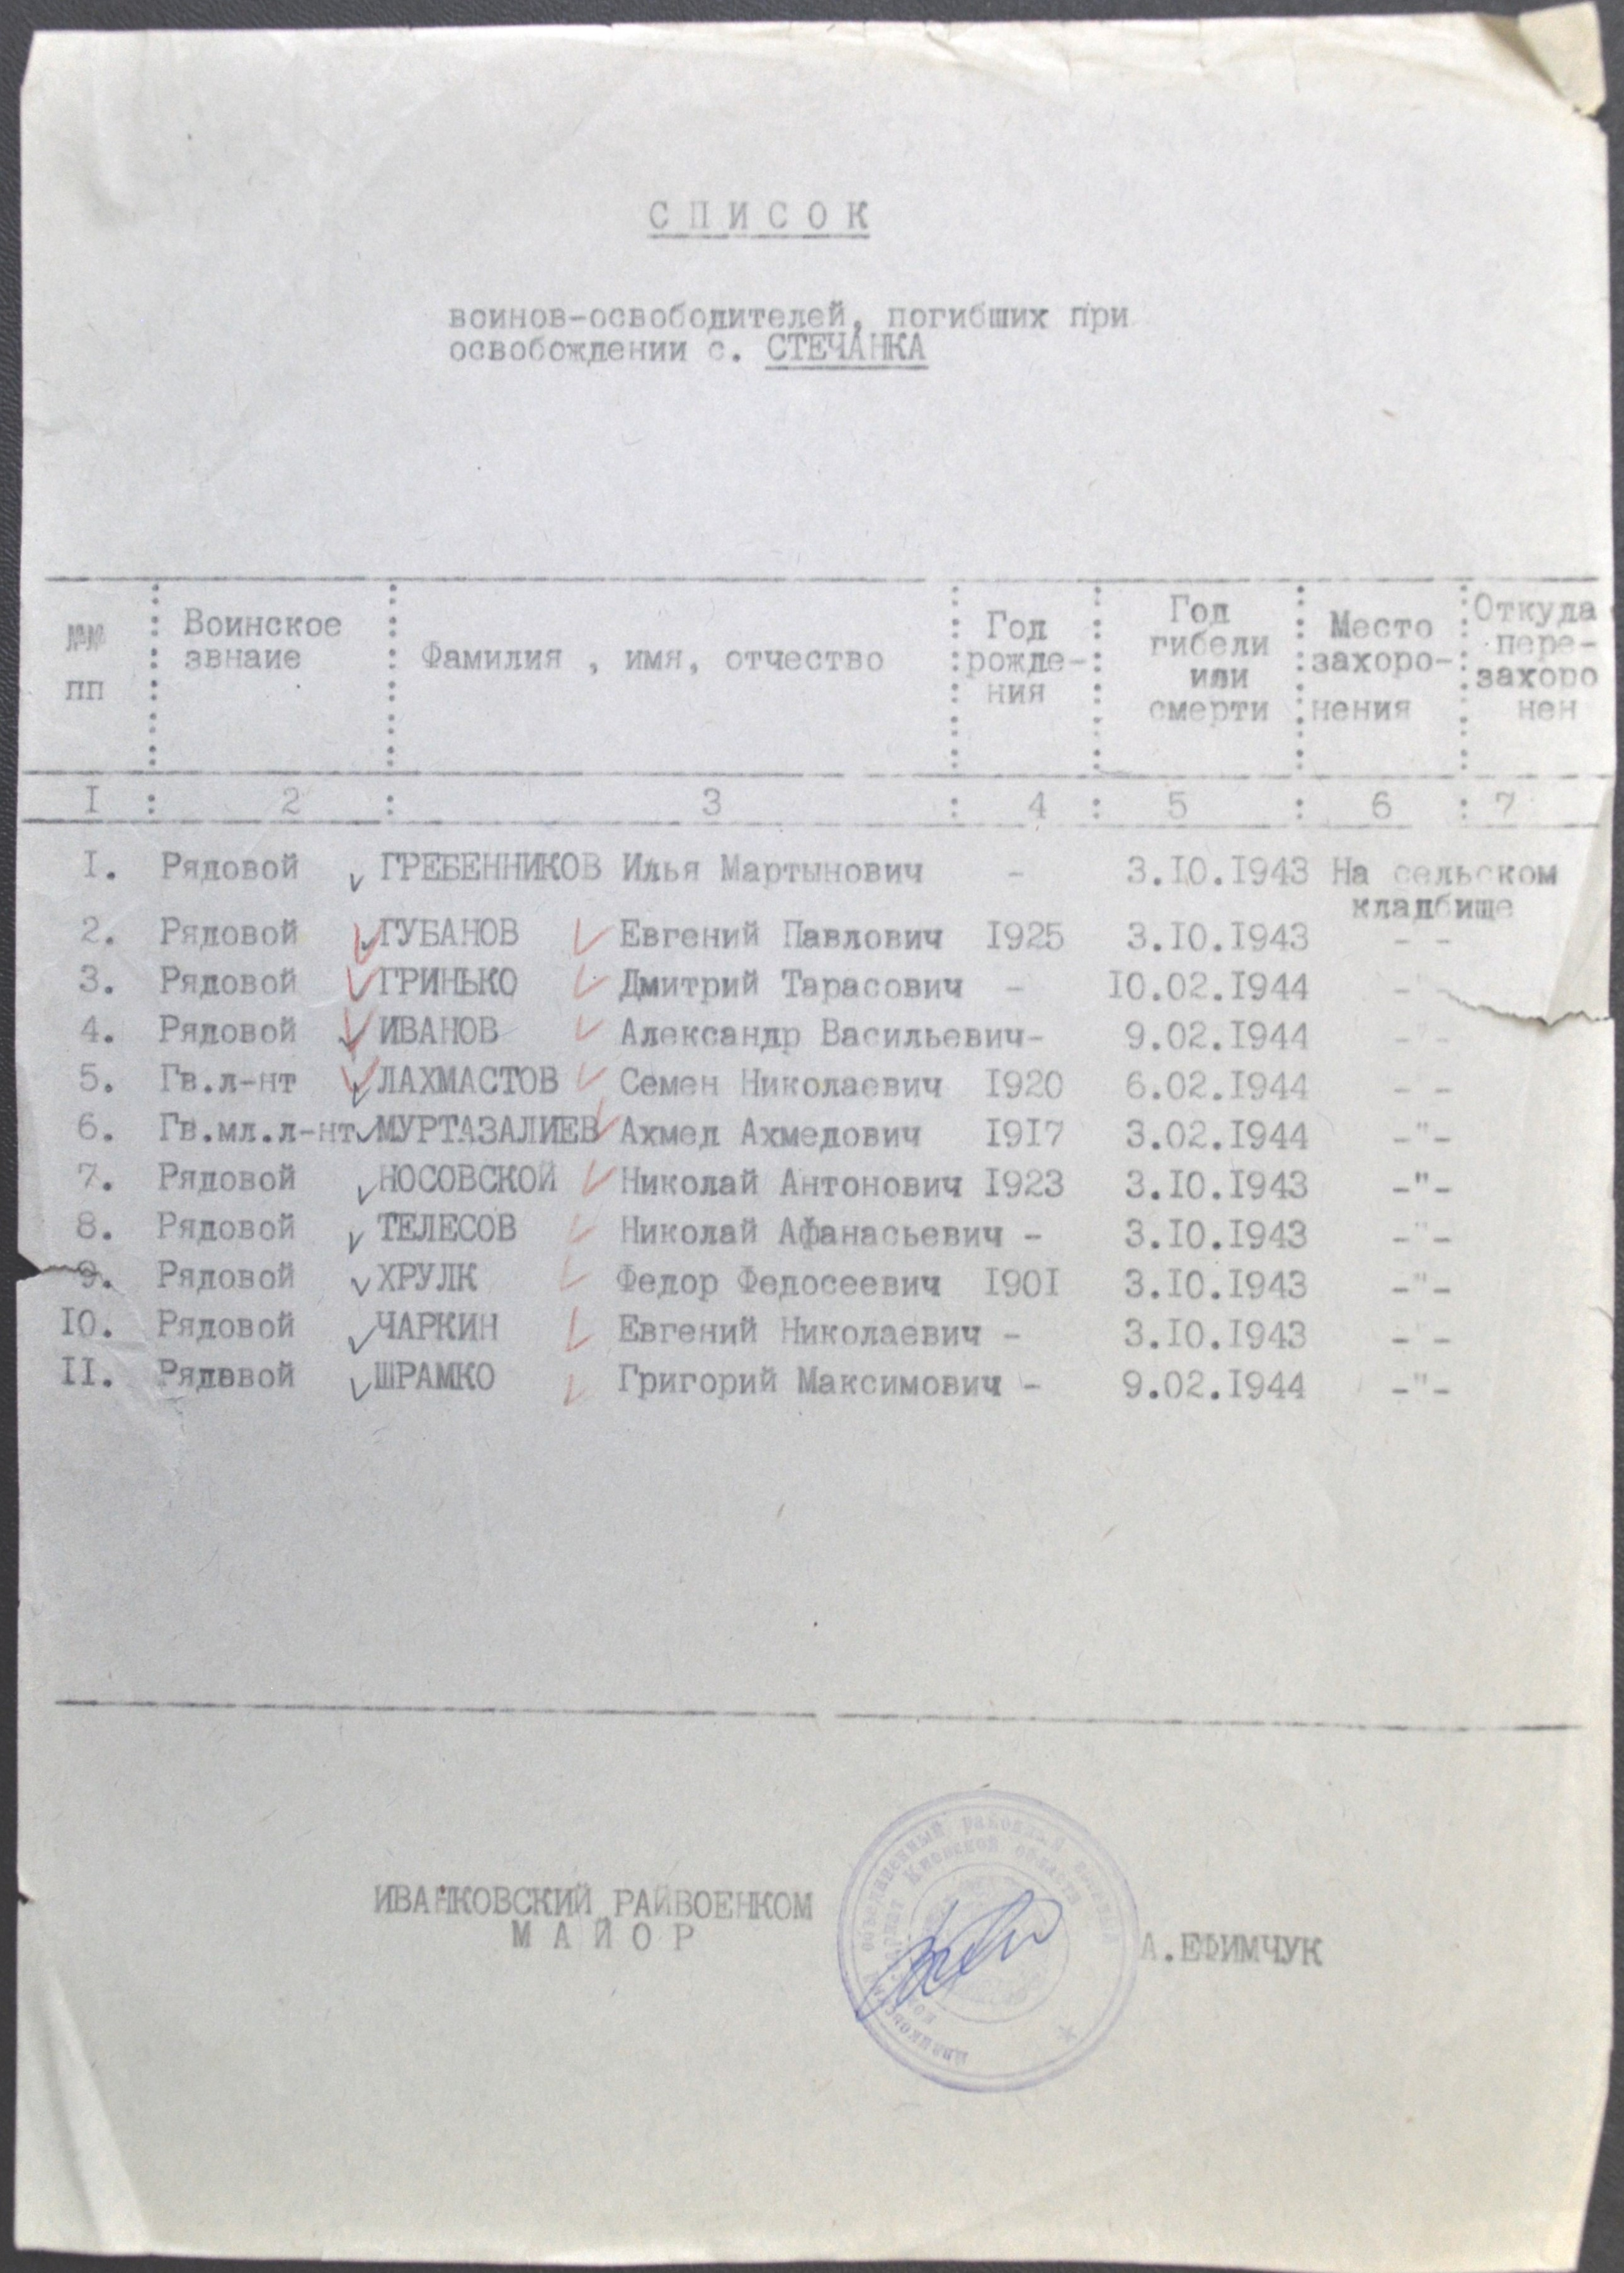 СПИСОК
воинов-освободителей, погибших при
освобождении с. СТЕЧАНКА
№№ пп : Воинское звнаие : Фамилия , имя, отчество : Год рожде-ния : Год гибели или смерти : Место захоро-нения : Откуда пере-захоро нен
I : 2 : 3 : 4 : 5 : 6 : 7
I. Рядовой ГРЕБЕННИКОВ Илья Мартынович - 3.I0.I943 На сельском
кладбище
2. Рядовой ГУБАНОВ Евгений Павлович I925 3.I0.I943 - -
3. Рядовой ГРИНЬКО Дмитрий Тарасович - I0.02.I944 -
4. Рядовой ИВАНОВ Александр Васильевич- 9.02.I944 -"-
5. Гв.л-нт ЛАХМАСТОВ Семен Николаевич I920 6.02.I944 - -
6. Гв.мл.л-нт МУРТАЗАЛИЕВ Ахмед Ахмедович I9I7 3.02.I944 -"-
7. Рядовой НОСОВСКОЙ Николай Антонович I923 3.I0.I943 -"-
8. Рядовой ТЕЛЕСОВ Николай Афанасьевич - 3.I0.I943 -"-
9. Рядовой ХРУЛК Федор Федосеевич I90I 3.I0.I943 -"-
I0. Рядовой ЧАРКИН Евгений Николаевич - 3.I0.I943 -"-
II. Рядовой ШРАМКО Григорий Максимович - 9.02.I944 -"-
ИВАНКОВСКИЙ РАЙВОЕНКОМ
МАЙОР
А.ЕФИМЧУК
Иванковский объединенный районный военный
комиссариат Киевской области